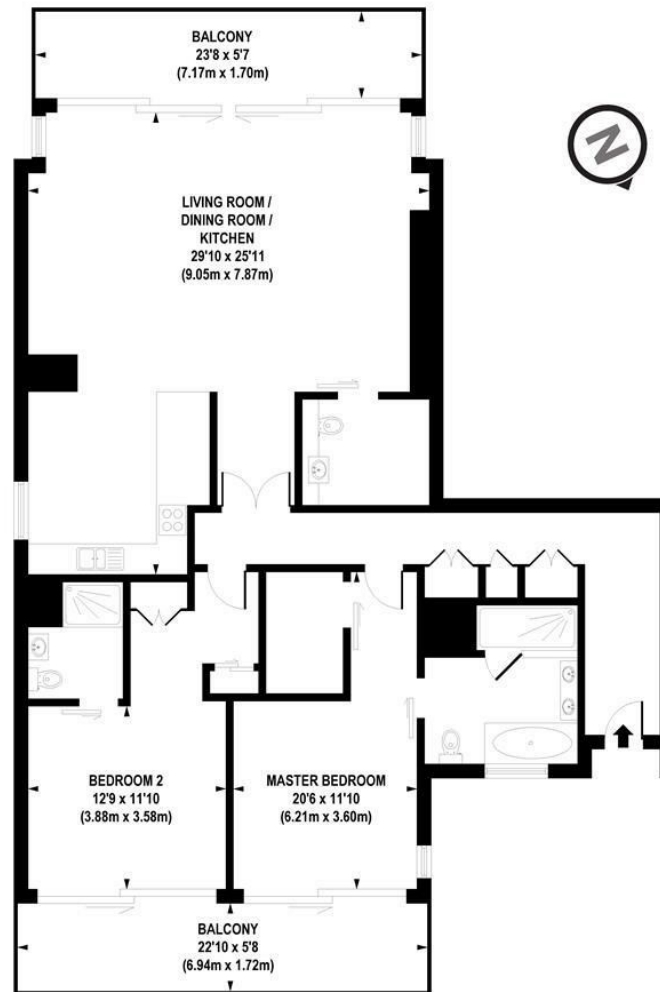 BALCONY
23'8 x 5'7
(7.17m x 1.70m)
N
LIVING ROOM /
DINING ROOM /
KITCHEN
29'10 x 25'11
(9.05m x 7.87m)
BEDROOM 2
12'9 x 11'10
(3.88m x 3.58m)
MASTER BEDROOM
20'6 x 11'10
(6.21m x 3.60m)
BALCONY
22'10 x 5'8
(6.94m x 1.72m)